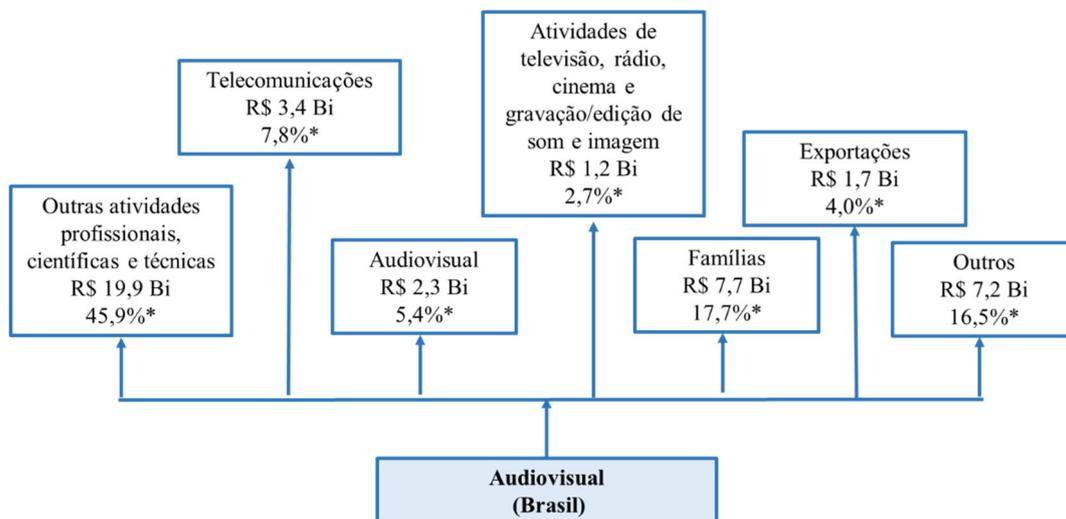 Atividades de
televisão, rádio,
cinema e
gravação/edição de
som e imagem
R$ 1,2 Bi
2,7%*
Telecomunicações
R$ 3,4 Bi
7,8%*
Exportações
R$ 1,7 Bi
4,0%*
Outras atividades
profissionais,
científicas e técnicas
R$ 19,9 Bi
45,9%*
Audiovisual
R$ 2,3 Bi
5,4%*
Famílias
R$ 7,7 Bi
17,7%*
Outros
R$ 7,2 Bi
16,5%*
Audiovisual
(Brasil)